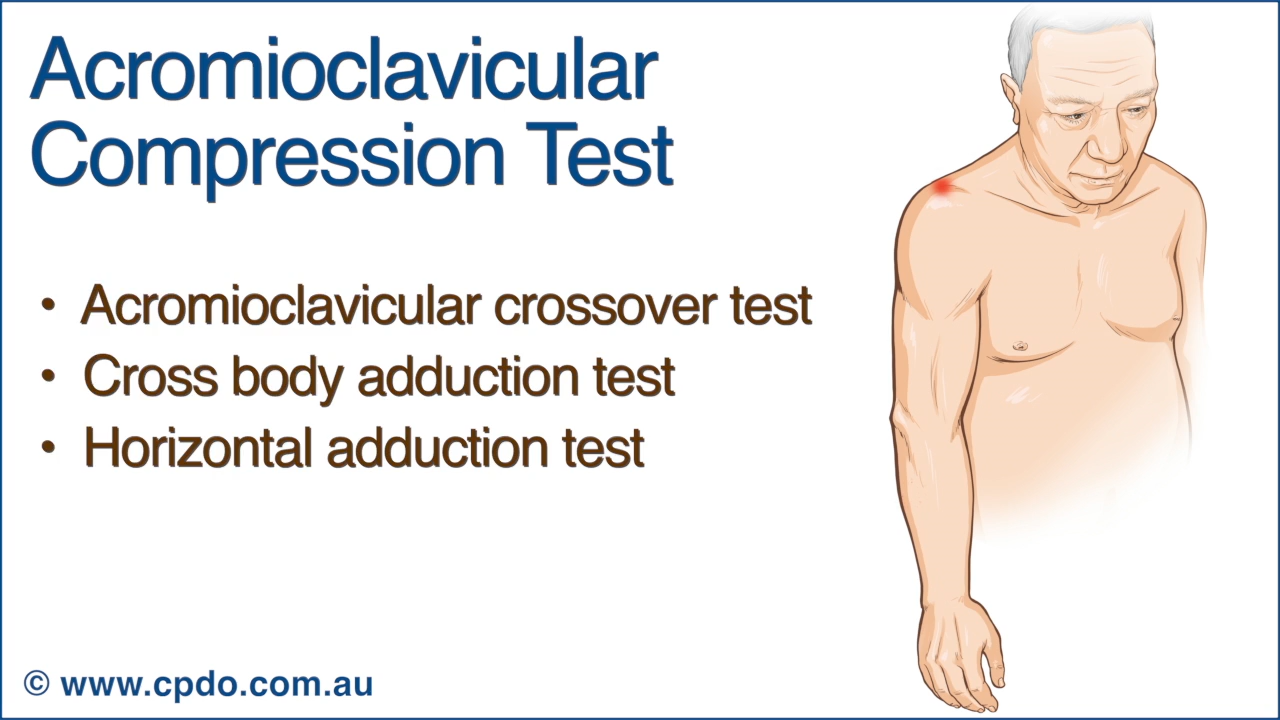 Acromioclavicular
Compression Test
• Acromioclavicular crossover test
• Cross body adduction test
• Horizontal adduction test
© www.cpdo.com.au